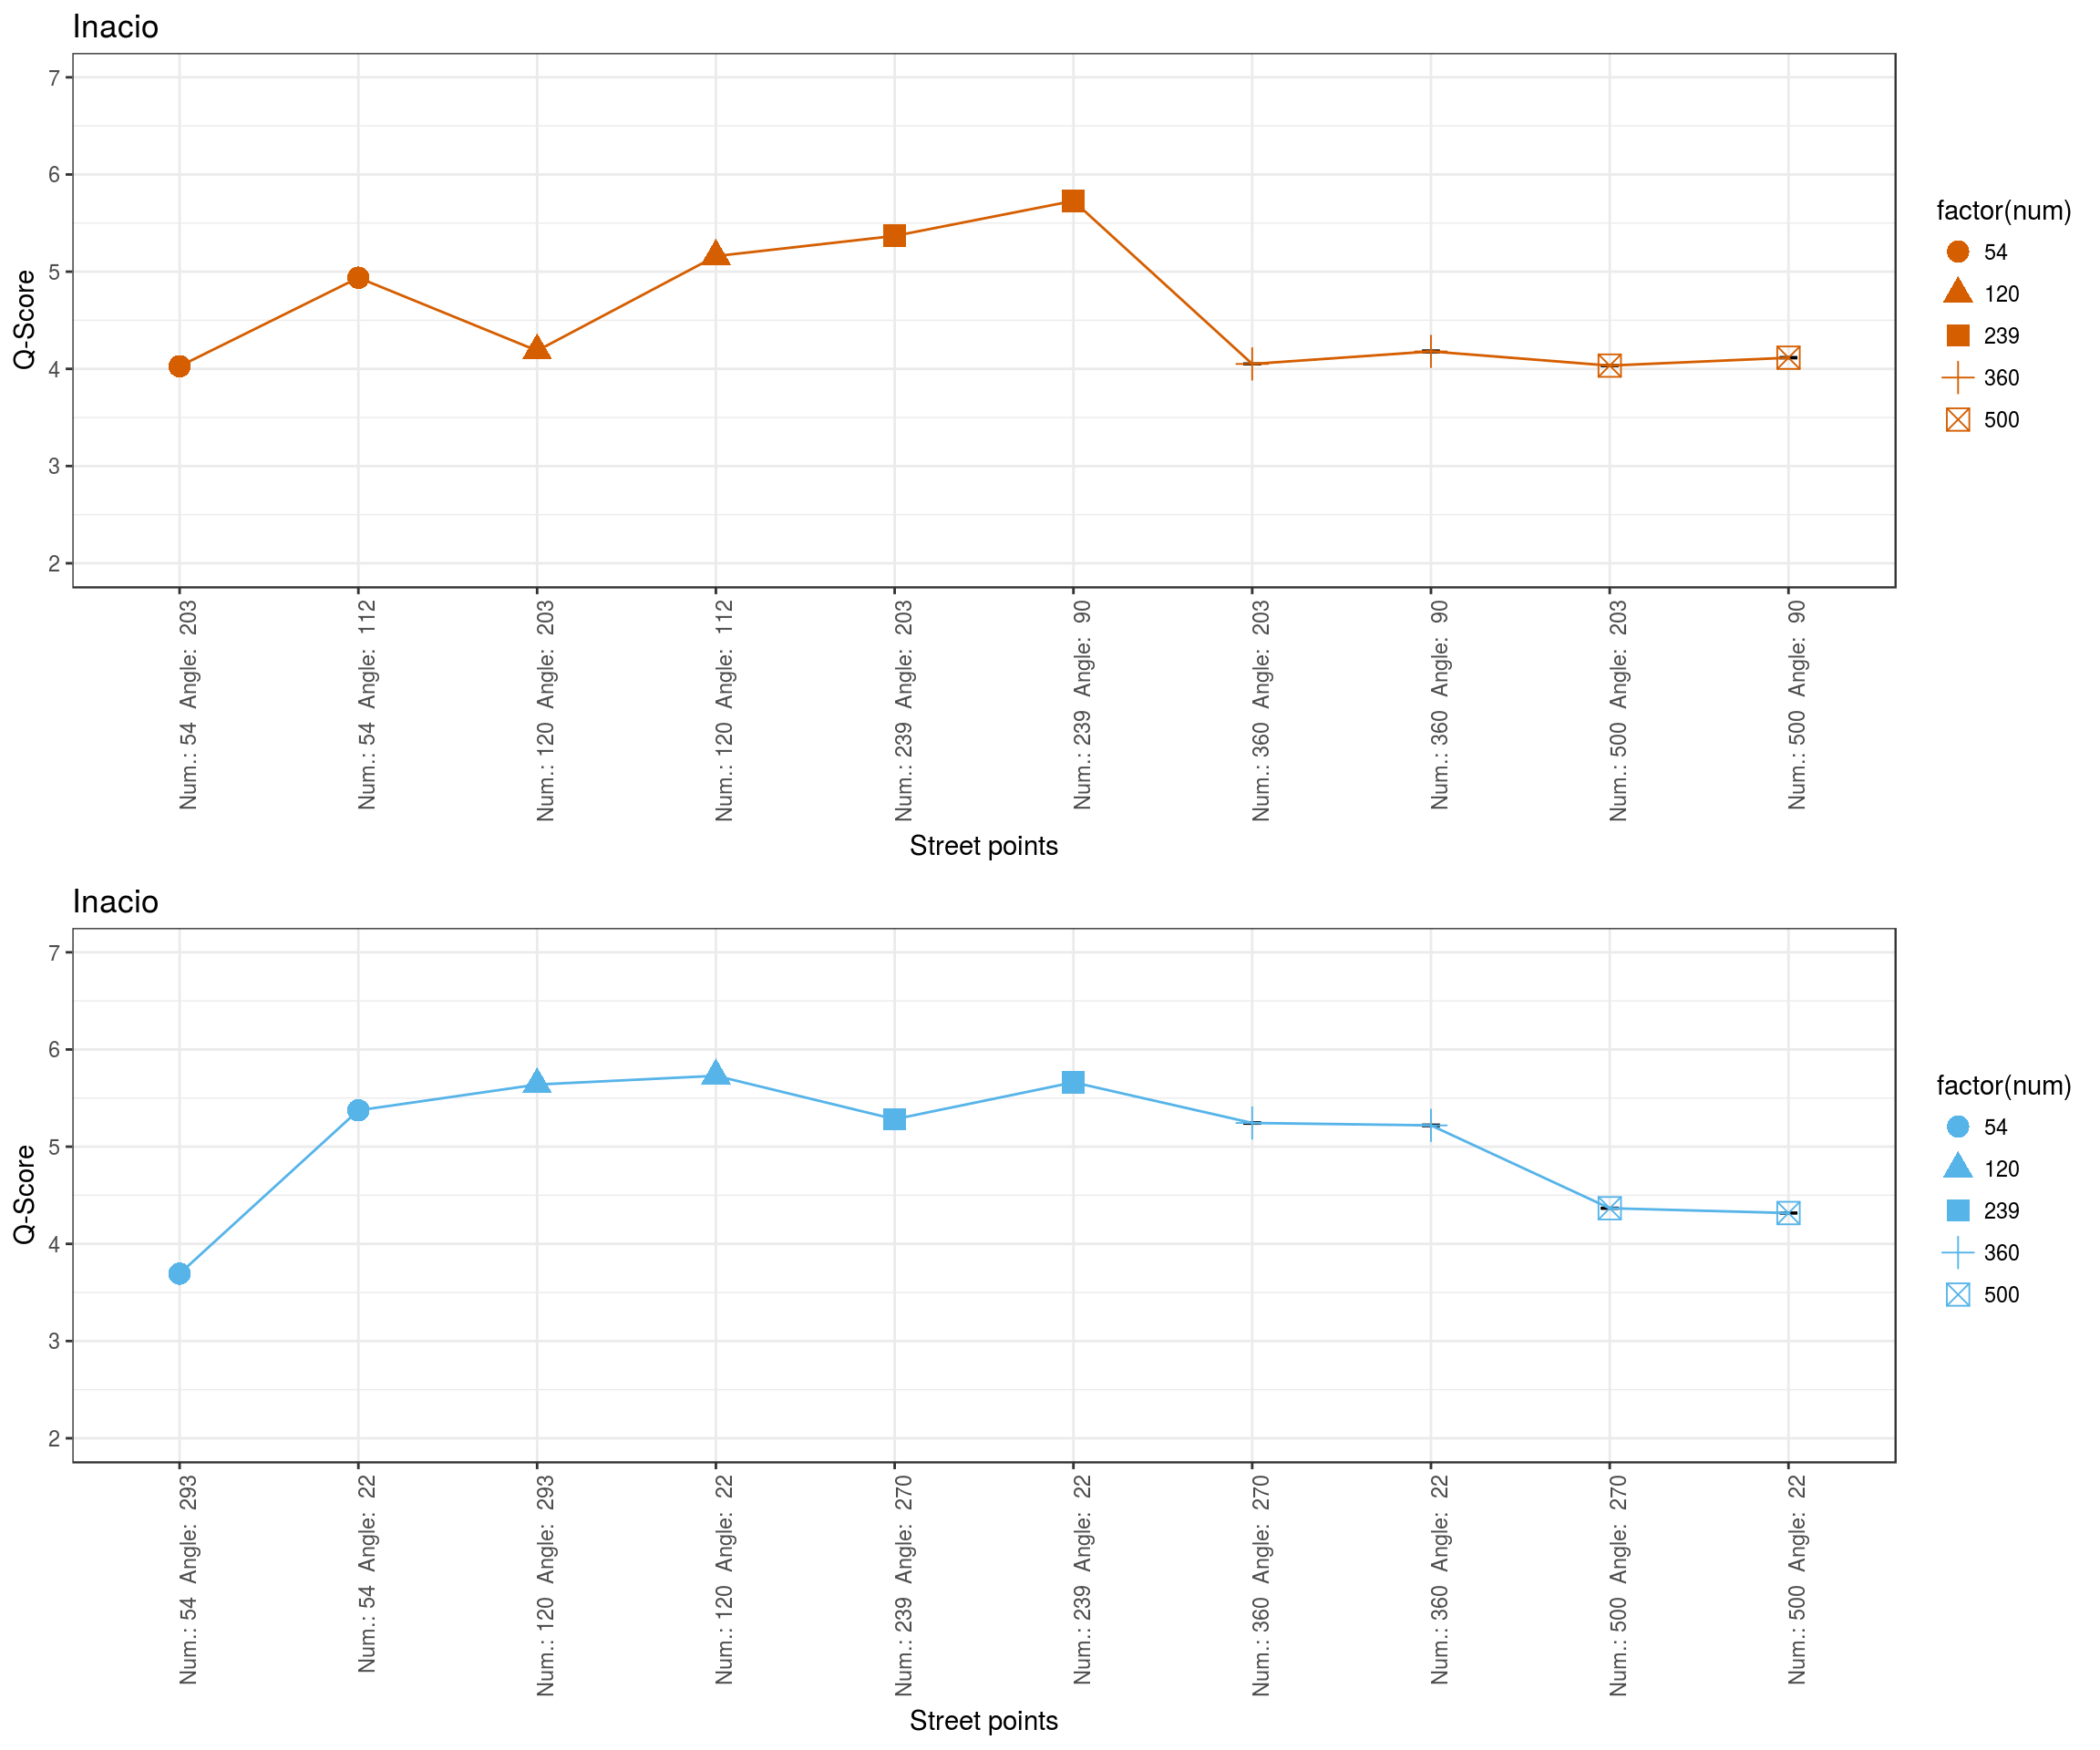 Inacio
7
6
5
4
3
2
Q-Score
Num.: 54 Angle: 203
Num.: 54 Angle: 112
Num.: 120 Angle: 203
Num.: 120 Angle: 112
Num.: 239 Angle: 203
Num.: 239 Angle: 90
Num.: 360 Angle: 203
Num.: 360 Angle: 90
Num.: 500 Angle: 203
Num.: 500 Angle: 90
Street points
factor(num)
54
120
239
360
500
Inacio
7
6
5
4
3
2
Q-Score
Num.: 54 Angle: 293
Num.: 54 Angle: 22
Num.: 120 Angle: 293
Num.: 120 Angle: 22
Num.: 239 Angle: 270
Num.: 239 Angle: 22
Num.: 360 Angle: 270
Num.: 360 Angle: 22
Num.: 500 Angle: 270
Num.: 500 Angle: 22
Street points
factor(num)
54
120
239
360
500